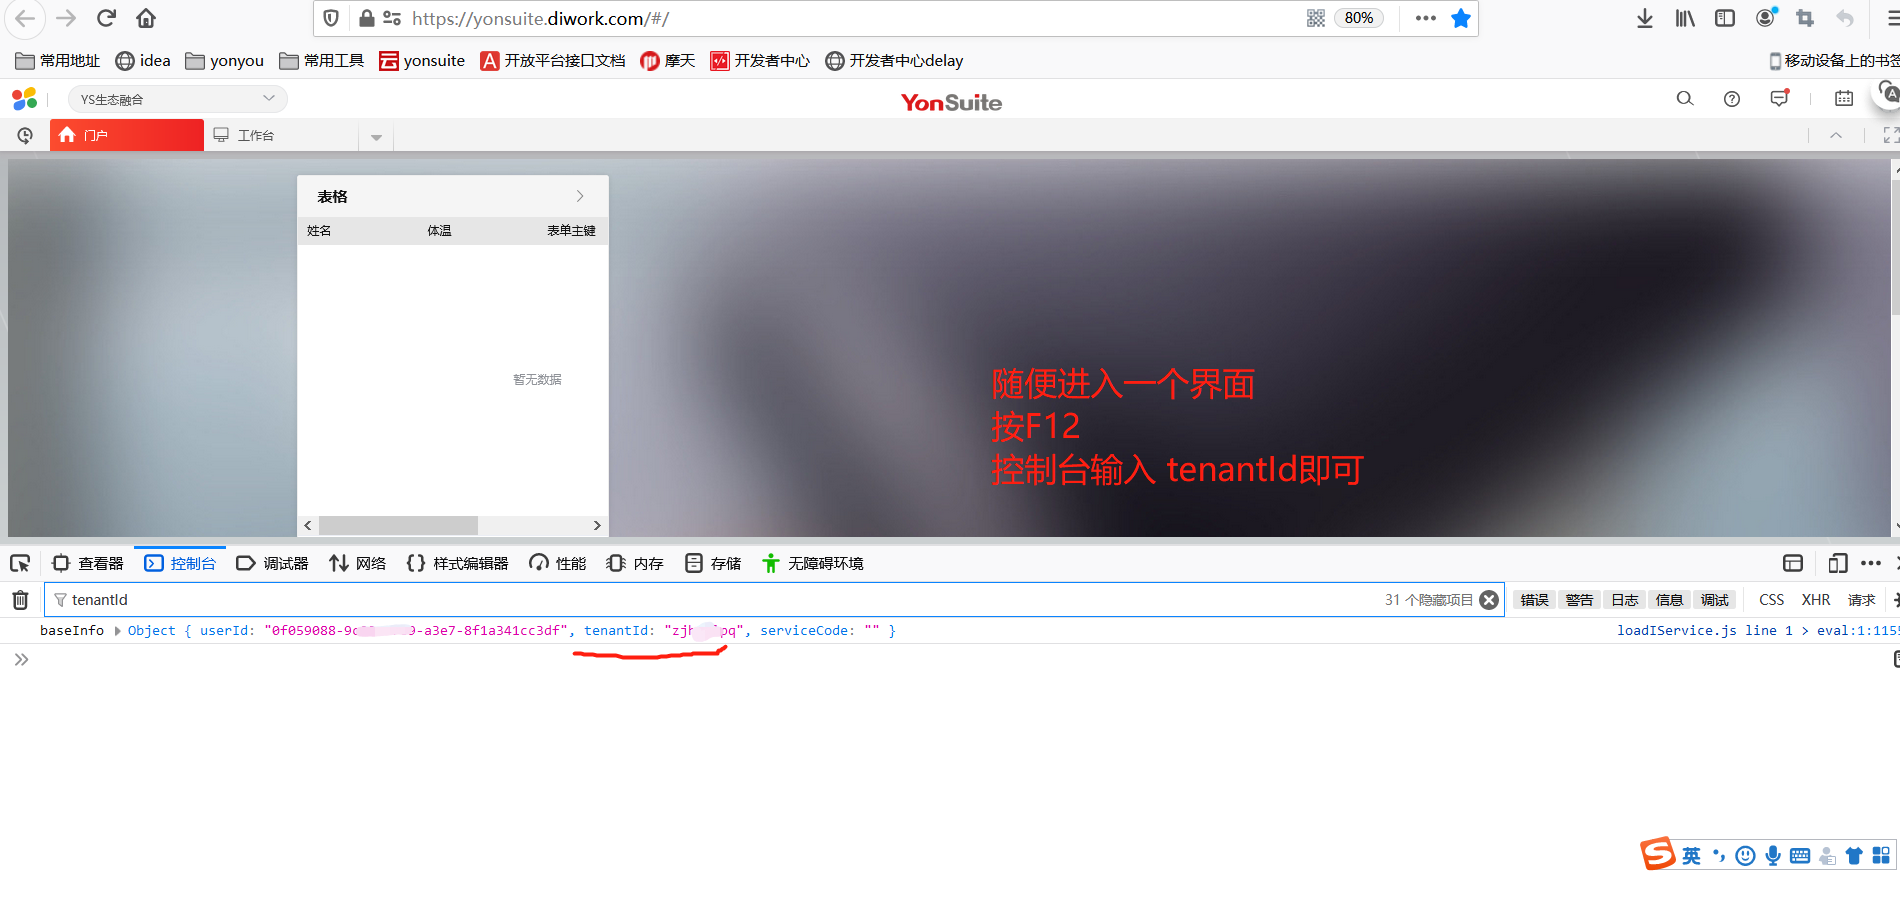 https://yonsuite.diwork.com/#/
80%
常用地址 idea yonyou 常用工具 yonsuite 开放平台接口文档 摩天 开发者中心 开发者中心delay
移动设备上的书签
YS生态融合
YonSuite
门户 工作台
表格
姓名 体温 表单主键
暂无数据
随便进入一个界面
按F12
控制台输入 tenantId即可
查看器 控制台 调试器 网络 样式编辑器 性能 内存 存储 无障碍环境
tenantId 31 个隐藏项目 错误 警告 日志 信息 调试 CSS XHR 请求
baseInfo Object { userId: "0f059088-9c -a3e7-8f1a341cc3df", tenantId: "zjh pq", serviceCode: "" } loadIService.js line 1 > eval:1:1155
英